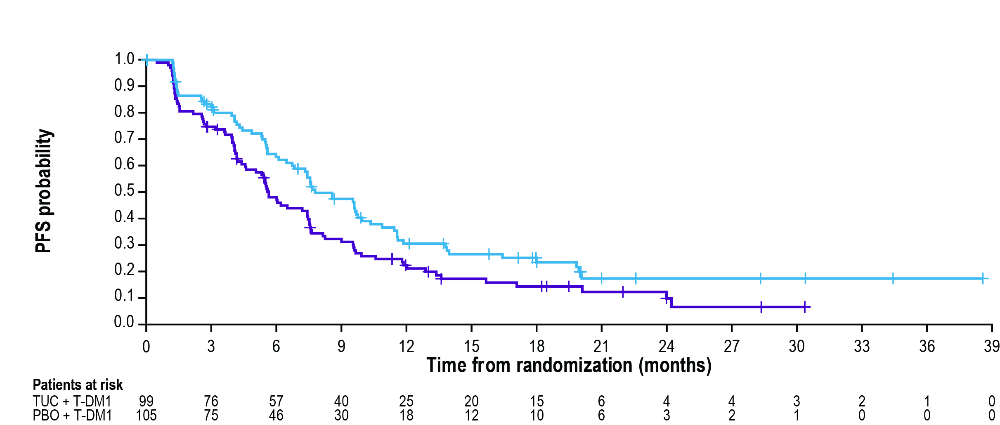 PFS probability
1.0
0.9
0.8
0.7
0.6
0.5
0.4
0.3
0.2
0.1
0.0
0 3 6 9 12 15 18 21 24 27 30 33 36 39
Time from randomization (months)
Patients at risk
TUC + T-DM1 99 76 57 40 25 20 15 6 4 4 3 2 1 0
PBO + T-DM1 105 75 46 30 18 12 10 6 3 2 1 0 0 0